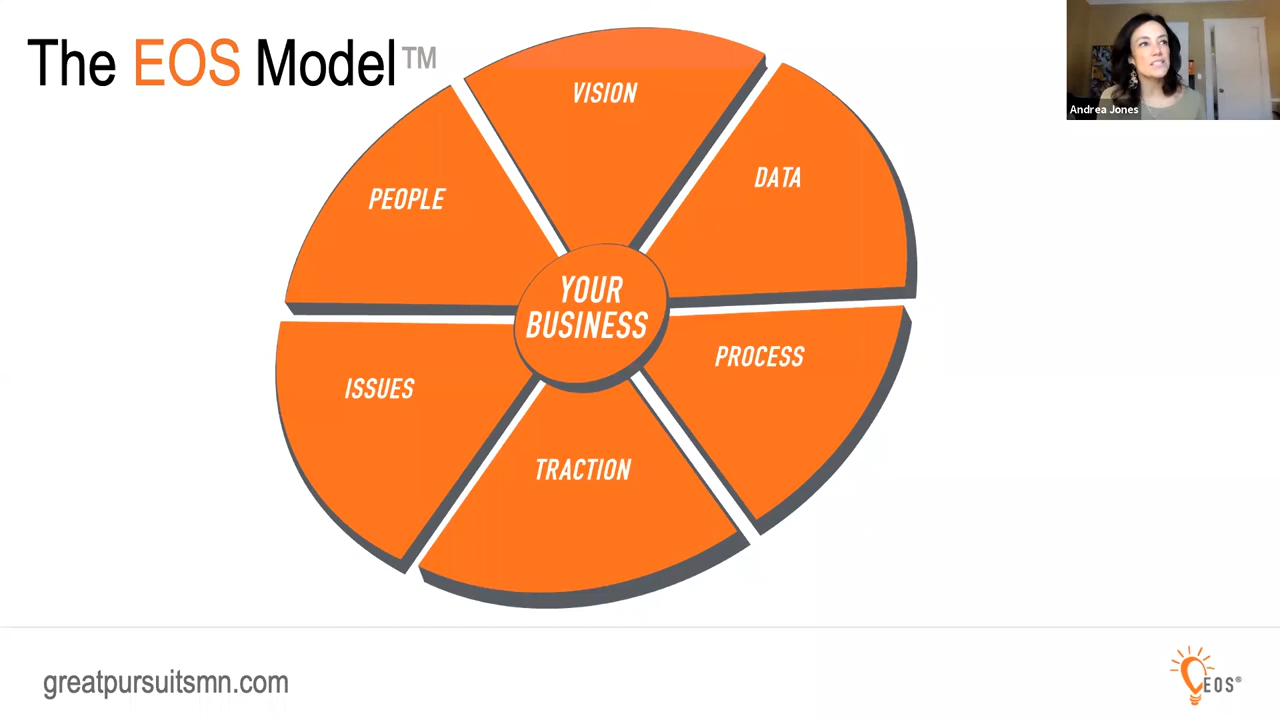 The EOS Model™
Andrea Jones
VISION
DATA
PEOPLE
YOUR
BUSINESS
PROCESS
ISSUES
TRACTION
greatpursuitsmn.com
EOS®